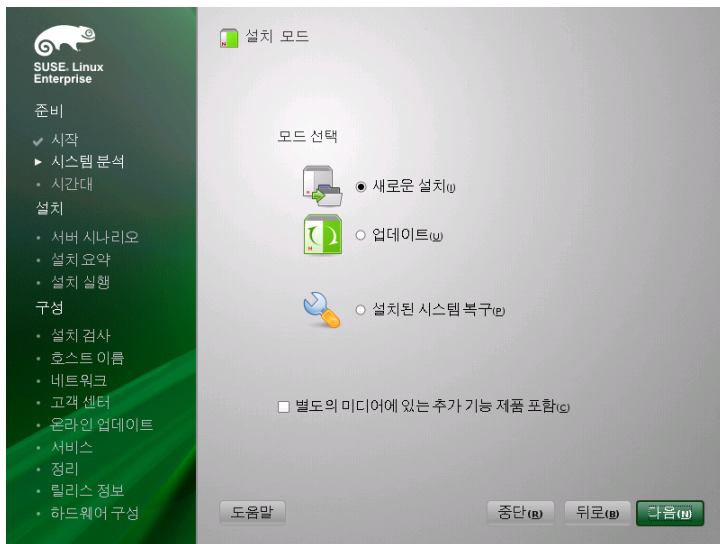 SUSE. Linux
Enterprise
준비
시작
시스템 분석
시간대
설치
서버 시나리오
설치 요약
설치 실행
구성
설치 검사
호스트 이름
네트워크
고객 센터
온라인 업데이트
서비스
정리
릴리스 정보
하드웨어 구성
설치 모드
모드 선택
새로운 설치(I)
업데이트(U)
설치된 시스템 복구(P)
별도의 미디어에 있는 추가 기능 제품 포함(C)
도움말
중단(R)
뒤로(B)
다음(N)